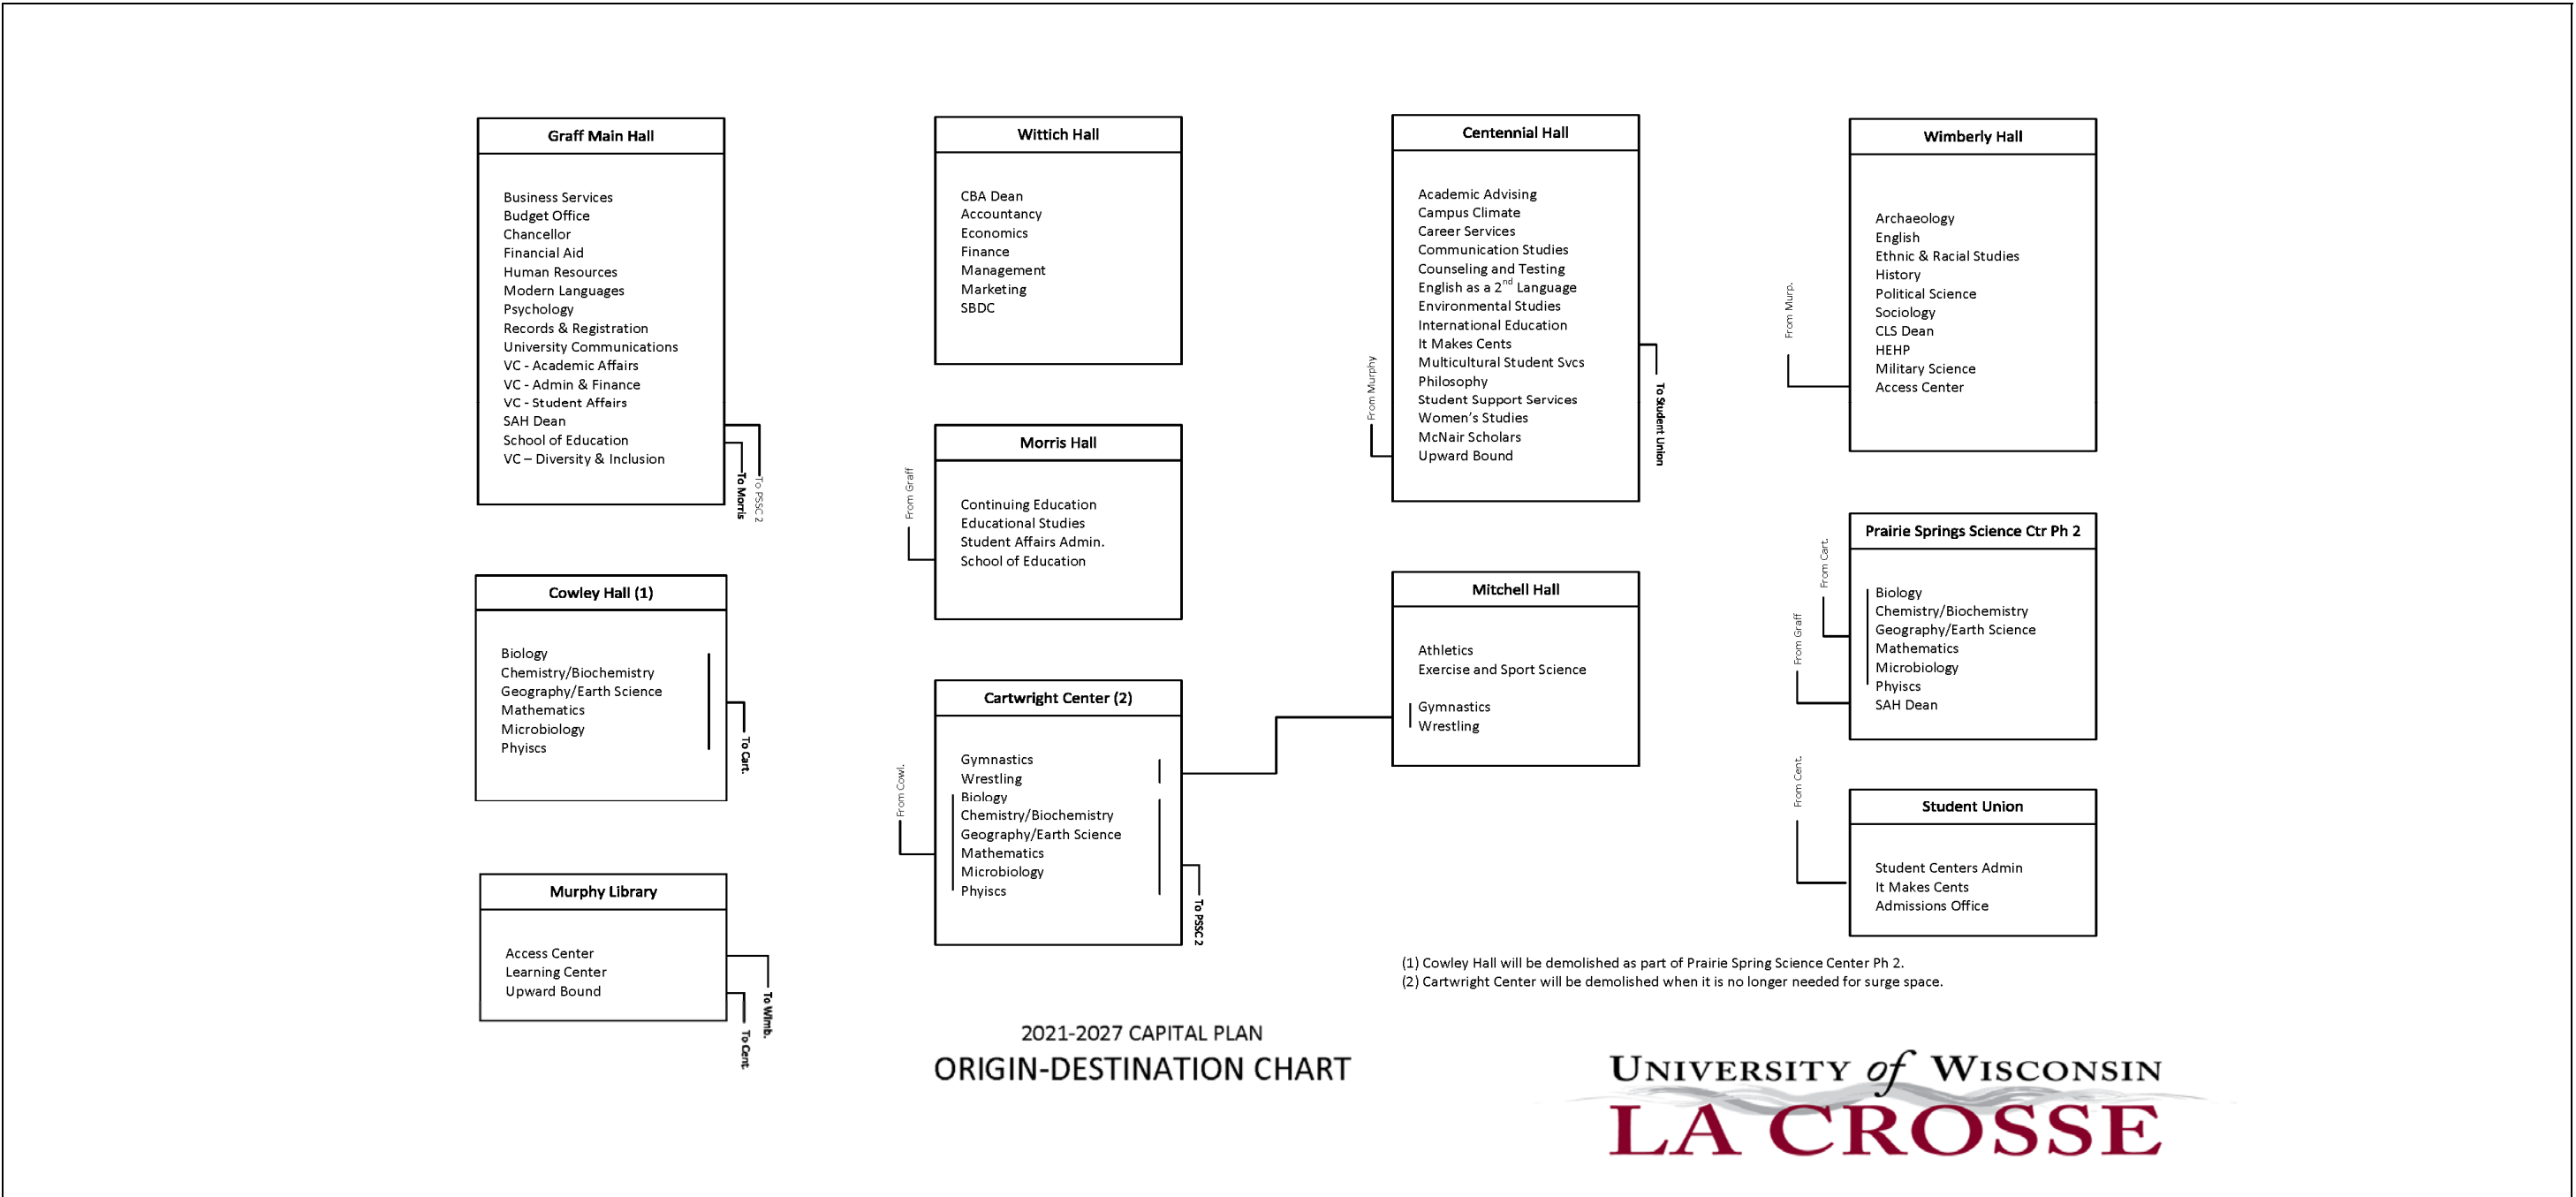 Graff Main Hall
Business Services
Budget Office
Chancellor
Financial Aid
Human Resources
Modern Languages
Psychology
Records & Registration
University Communications
VC - Academic Affairs
VC - Admin & Finance
VC - Student Affairs
SAH Dean
School of Education
VC – Diversity & Inclusion
To Morris
To PSSC 2
Cowley Hall (1)
Biology
Chemistry/Biochemistry
Geography/Earth Science
Mathematics
Microbiology
Phyiscs
To Cart.
Murphy Library
Access Center
Learning Center
Upward Bound
To Wimb.
To Cent.
Wittich Hall
CBA Dean
Accountancy
Economics
Finance
Management
Marketing
SBDC
From Graff
Morris Hall
Continuing Education
Educational Studies
Student Affairs Admin.
School of Education
From Cowl.
Cartwright Center (2)
Gymnastics
Wrestling
Biology
Chemistry/Biochemistry
Geography/Earth Science
Mathematics
Microbiology
Phyiscs
To PSSC 2
From Murphy
Centennial Hall
Academic Advising
Campus Climate
Career Services
Communication Studies
Counseling and Testing
English as a 2nd Language
Environmental Studies
International Education
It Makes Cents
Multicultural Student Svcs
Philosophy
Student Support Services
Women’s Studies
McNair Scholars
Upward Bound
To Student Union
Mitchell Hall
Athletics
Exercise and Sport Science
Gymnastics
Wrestling
From Murp.
Wimberly Hall
Archaeology
English
Ethnic & Racial Studies
History
Political Science
Sociology
CLS Dean
HEHP
Military Science
Access Center
From Cart.
From Graff
Prairie Springs Science Ctr Ph 2
Biology
Chemistry/Biochemistry
Geography/Earth Science
Mathematics
Microbiology
Phyiscs
SAH Dean
From Cent.
Student Union
Student Centers Admin
It Makes Cents
Admissions Office
(1) Cowley Hall will be demolished as part of Prairie Spring Science Center Ph 2.
(2) Cartwright Center will be demolished when it is no longer needed for surge space.
2021-2027 CAPITAL PLAN
ORIGIN-DESTINATION CHART
UNIVERSITY of WISCONSIN
LA CROSSE